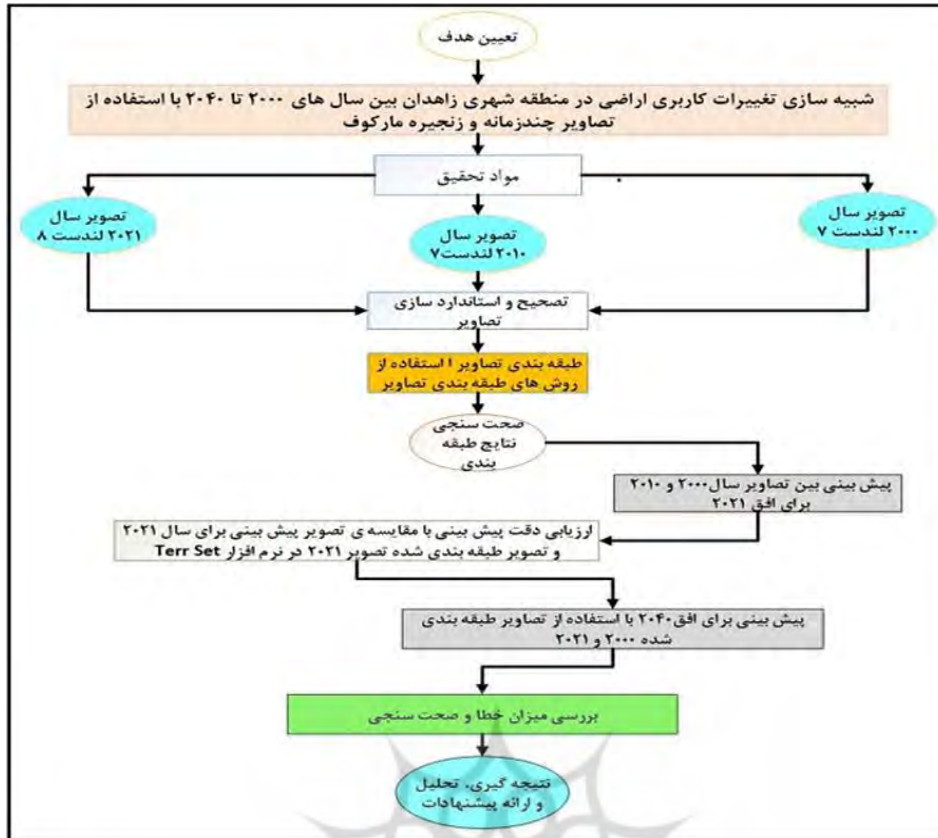 تعیین هدف
شبیه سازی تغییرات کاربری اراضی در منطقه شهری زاهدان بین سال های ۲۰۰۰ تا ۲۰۴۰ با استفاده از
تصاویر چندزمانه و زنجیره مارکوف
مواد تحقیق
تصویر سال
۲۰۰۰ لندست ۷
تصویر سال
۲۰۱۰ لندست۷
تصویر سال
۲۰۲۱ لندست ۸
تصحیح و استاندارد سازی
تصاویر
طبقه بندی تصاویر ا استفاده از
روش های طبقه بندی تصاویر
صحت سنجی
نتایج طبقه
بندی
پیش بینی بین تصاویر سال۲۰۰۰ و ۲۰۱۰
برای افق ۲۰۲۱
ارزیابی دقت پیش بینی با مقایسه ی تصویر پیش بینی برای سال ۲۰۲۱
و تصویر طبقه بندی شده تصویر ۲۰۲۱ در نرم افزار Terr Set
پیش بینی برای افق۲۰۴۰ با استفاده از تصاویر طبقه بندی
شده ۲۰۰۰ و ۲۰۲۱
بررسی میزان خطا و صحت سنجی
نتیجه گیری، تحلیل
و ارائه پیشنهادات